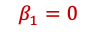 β₁ = 0